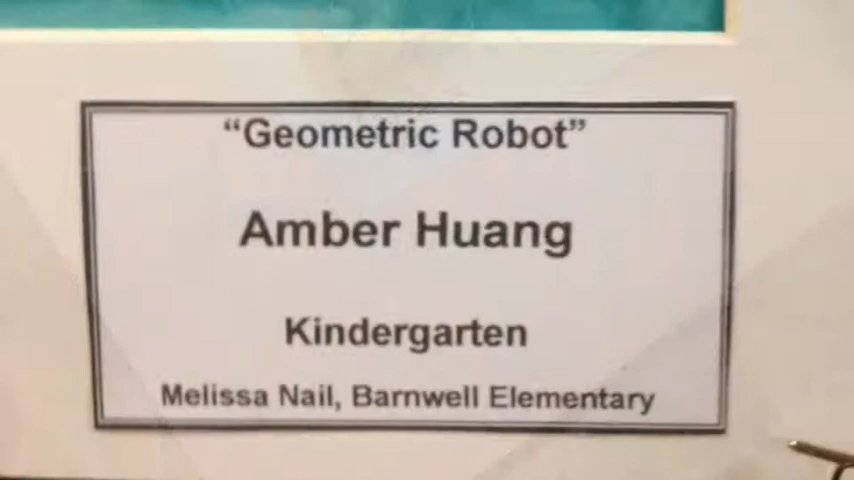 “Geometric Robot”
Amber Huang
Kindergarten
Melissa Nail, Barnwell Elementary